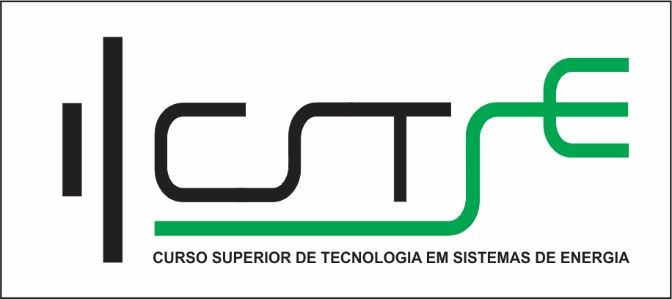 CSTSE
CURSO SUPERIOR DE TECNOLOGIA EM SISTEMAS DE ENERGIA